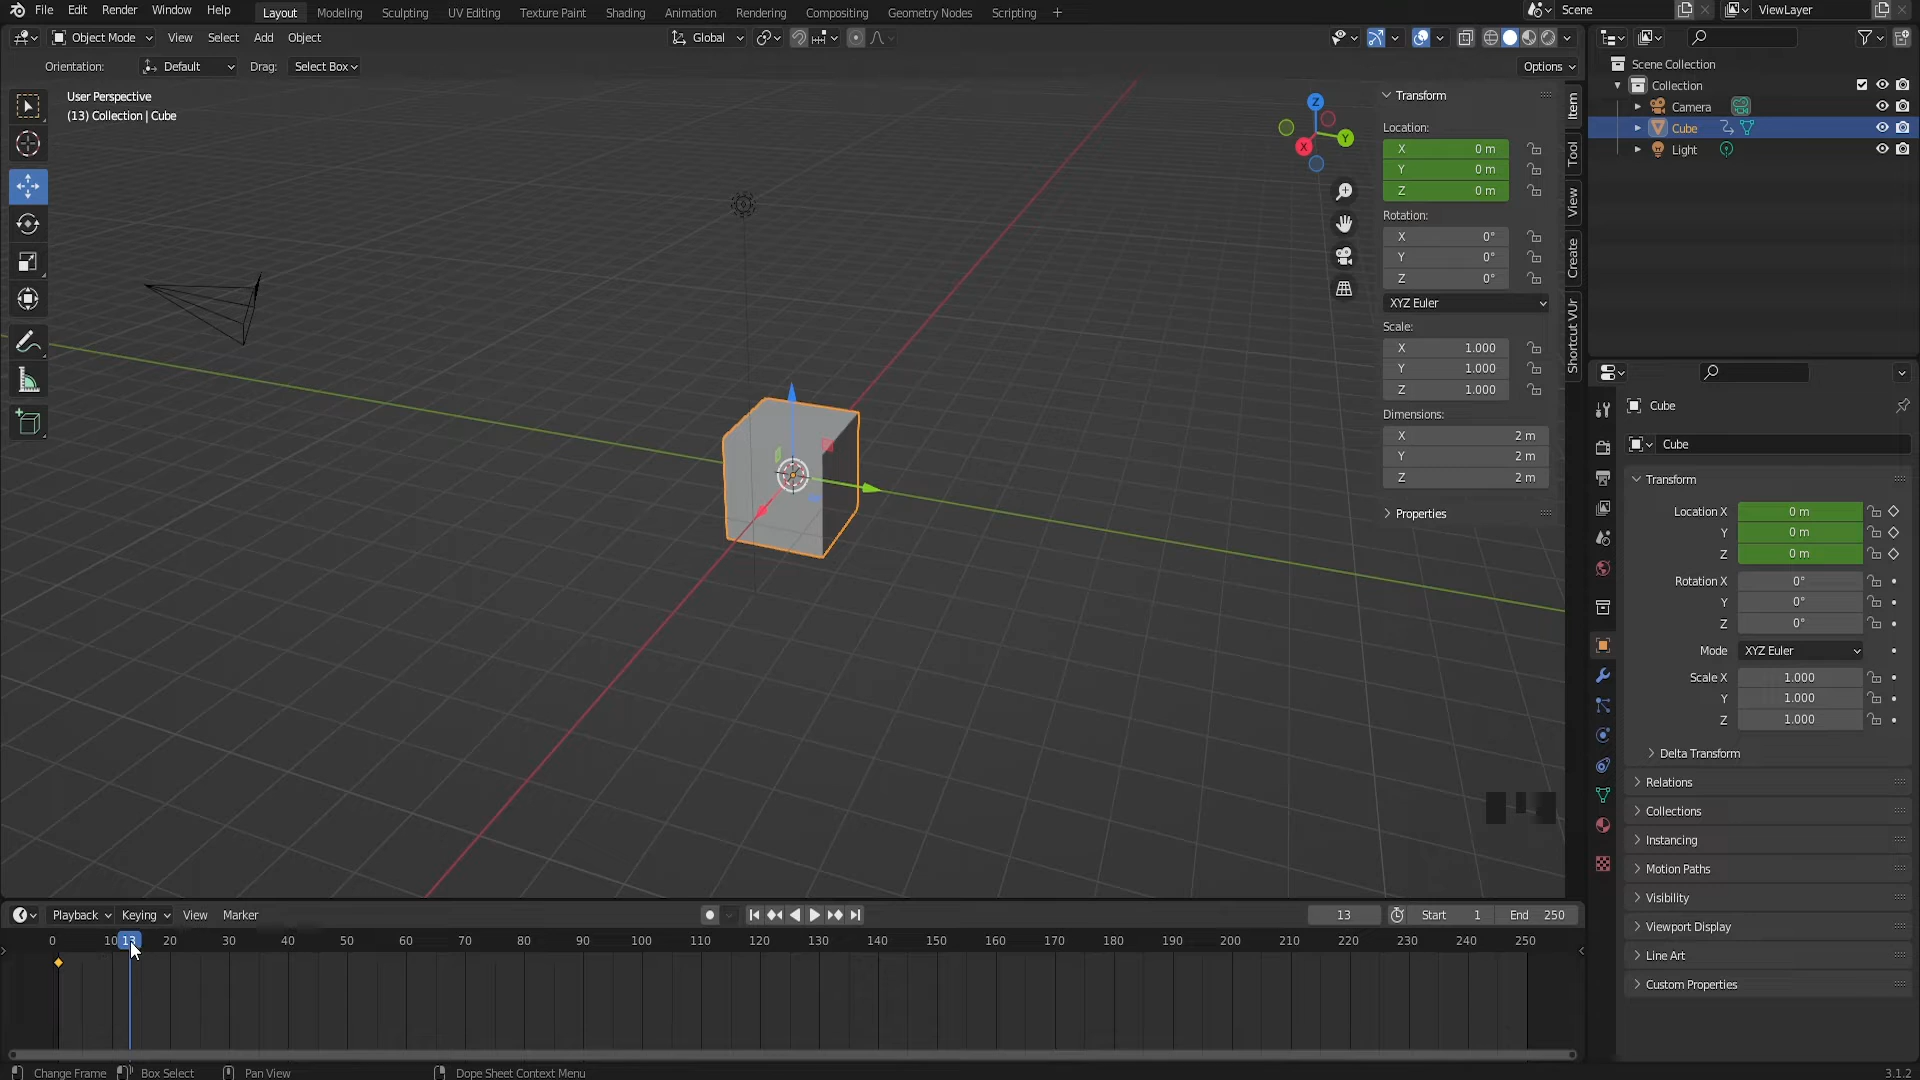 File Edit Render Window Help Layout Modeling Sculpting UV Editing Texture Paint Shading Animation Rendering Compositing Geometry Nodes Scripting + Scene ViewLayer
Object Mode View Select Add Object Global
Orientation: Default Drag: Select Box Options
User Perspective
(13) Collection | Cube
Z
Y
X
Transform
Location:
X 0 m
Y 0 m
Z 0 m
Rotation:
X 0°
Y 0°
Z 0°
XYZ Euler
Scale:
X 1.000
Y 1.000
Z 1.000
Dimensions:
X 2 m
Y 2 m
Z 2 m
Properties
Item
Tool
View
Create
Shortcut VUr
Scene Collection
Collection
Camera
Cube
Light
Cube
Cube
Transform
Location X 0 m
Y 0 m
Z 0 m
Rotation X 0°
Y 0°
Z 0°
Mode XYZ Euler
Scale X 1.000
Y 1.000
Z 1.000
Delta Transform
Relations
Collections
Instancing
Motion Paths
Visibility
Viewport Display
Line Art
Custom Properties
Playback Keying View Marker 13 Start 1 End 250
0 10 13 20 30 40 50 60 70 80 90 100 110 120 130 140 150 160 170 180 190 200 210 220 230 240 250
Change Frame Box Select Pan View Dope Sheet Context Menu 3.1.2